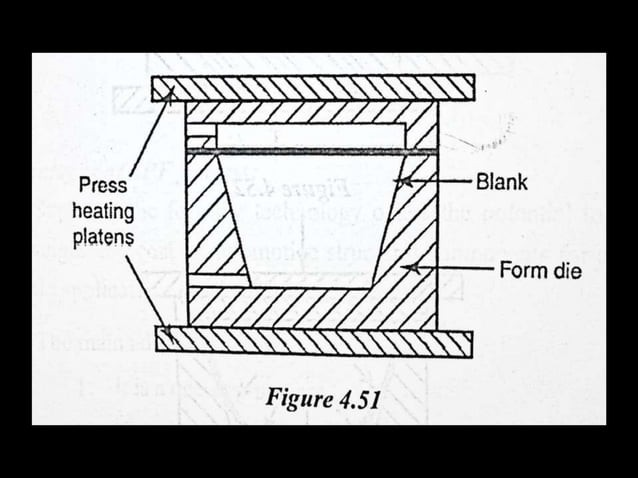 Press
heating
platens
Blank
Form die
Figure 4.51